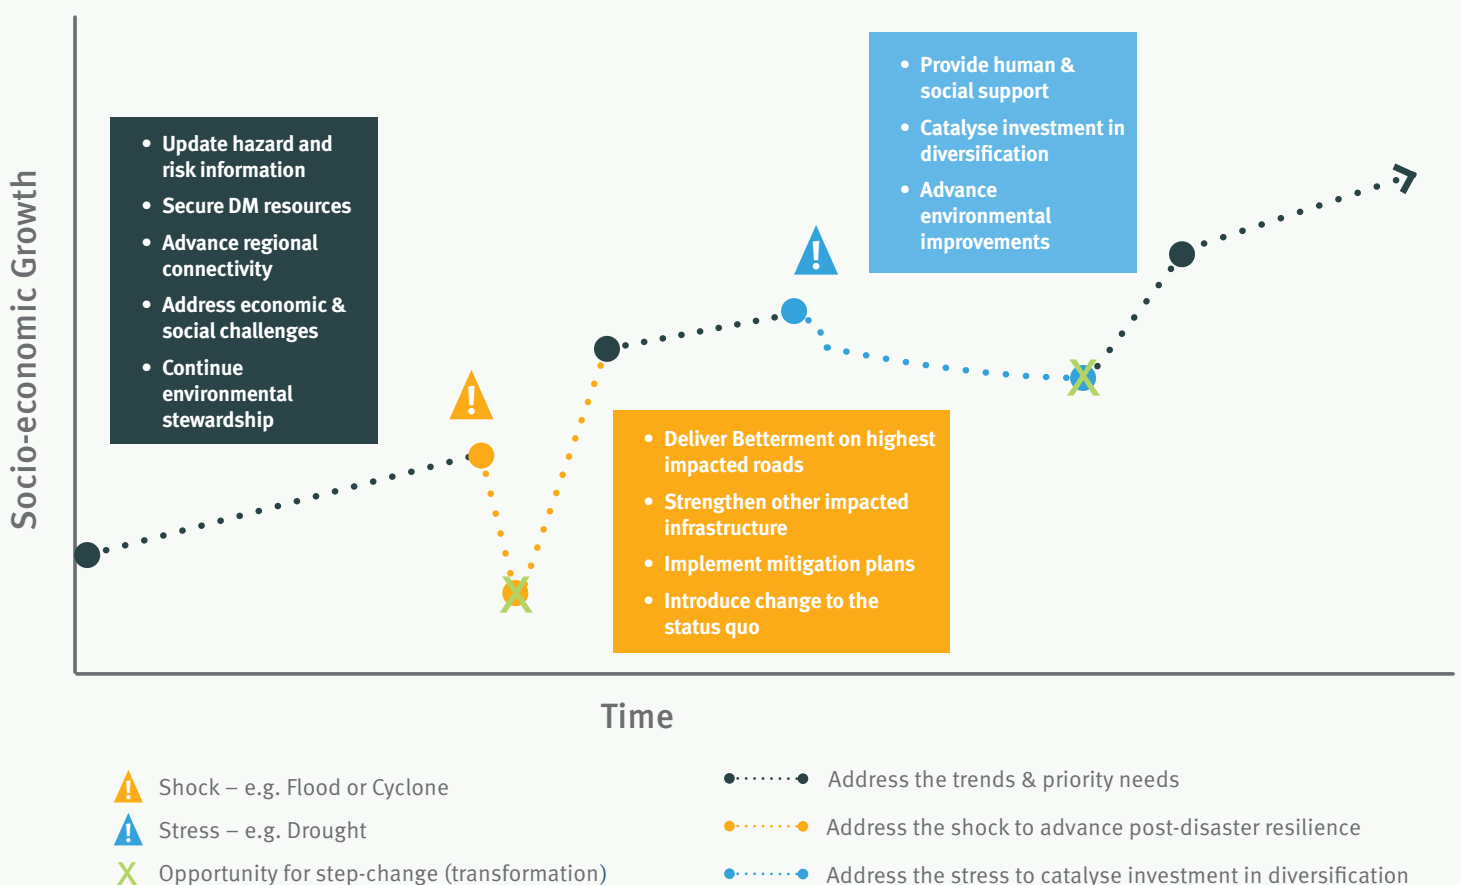 Socio-economic Growth
• Update hazard and
risk information
• Secure DM resources
• Advance regional
connectivity
• Address economic &
social challenges
• Continue
environmental
stewardship
• Provide human &
social support
• Catalyse investment in
diversification
• Advance
environmental
improvements
!
!
X
X
• Deliver Betterment on highest
impacted roads
• Strengthen other impacted
infrastructure
• Implement mitigation plans
• Introduce change to the
status quo
Time
! Shock – e.g. Flood or Cyclone
! Stress – e.g. Drought
X Opportunity for step-change (transformation)
Address the trends & priority needs
Address the shock to advance post-disaster resilience
Address the stress to catalyse investment in diversification